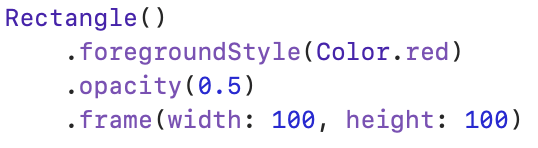 Rectangle()
    .foregroundStyle(Color.red)
    .opacity(0.5)
    .frame(width: 100, height: 100)